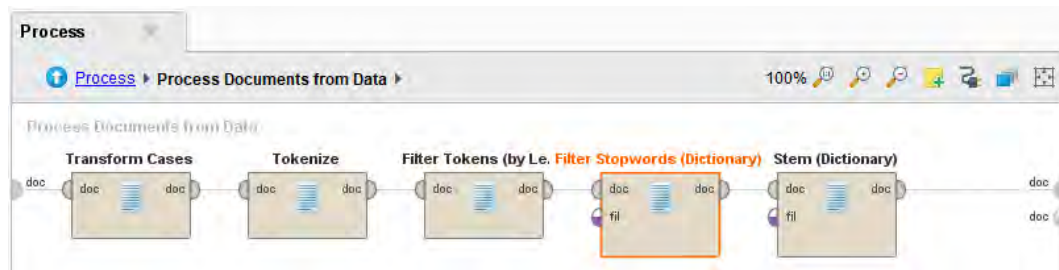 Process
Process Process Documents from Data 100%
Process Documents from Data
Transform Cases Tokenize Filter Tokens (by Le. Filter Stopwords (Dictionary) Stem (Dictionary)
doc doc doc doc doc doc doc doc doc doc doc doc
fil fil doc